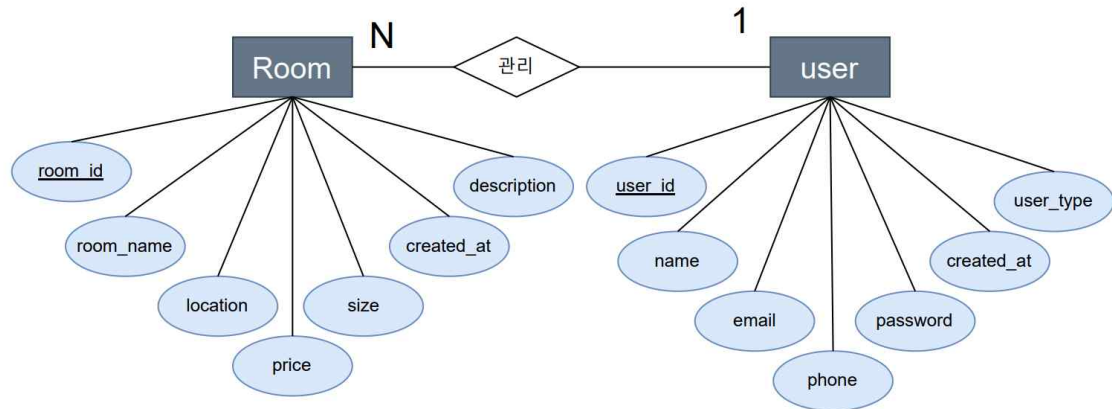 N
1
Room
관리
user
room_id
description
user_id
user_type
room_name
created_at
name
created_at
location
size
email
password
price
phone